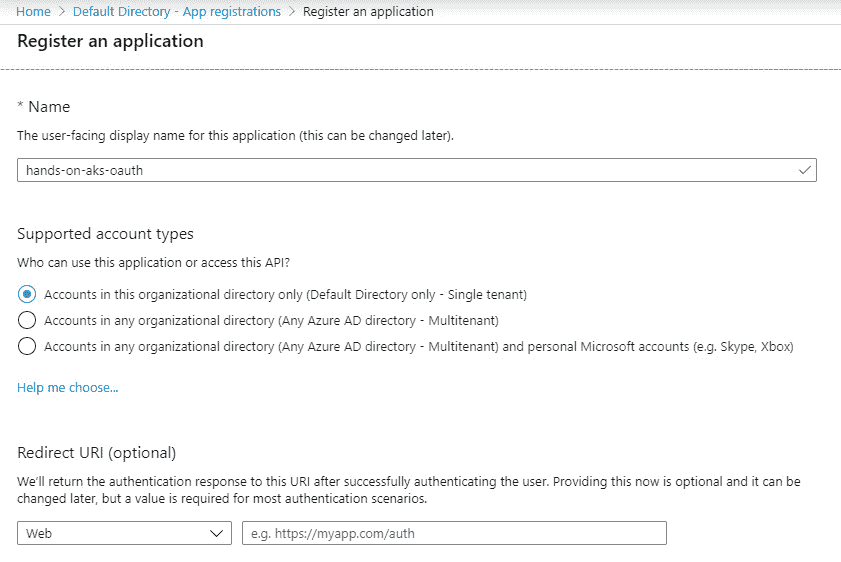 Home > Default Directory - App registrations > Register an application
Register an application
* Name
The user-facing display name for this application (this can be changed later).
hands-on-aks-oauth
Supported account types
Who can use this application or access this API?
Accounts in this organizational directory only (Default Directory only - Single tenant)
Accounts in any organizational directory (Any Azure AD directory - Multitenant)
Accounts in any organizational directory (Any Azure AD directory - Multitenant) and personal Microsoft accounts (e.g. Skype, Xbox)
Help me choose...
Redirect URI (optional)
We'll return the authentication response to this URI after successfully authenticating the user. Providing this now is optional and it can be
changed later, but a value is required for most authentication scenarios.
Web e.g. https://myapp.com/auth